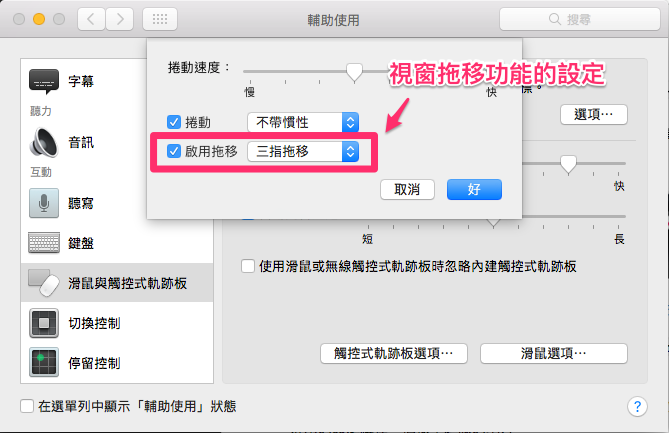 輔助使用
搜尋
字幕
聽力
音訊
互動
聽寫
鍵盤
滑鼠與觸控式軌跡板
切換控制
停留控制
捲動速度：
慢
快
視窗拖移功能的設定
標。
捲動
不帶慣性
啟用拖移
三指拖移
取消
好
選項⋯
快
短
長
使用滑鼠或無線觸控式軌跡板時忽略內建觸控式軌跡板
觸控式軌跡板選項⋯
滑鼠選項⋯
在選單列中顯示「輔助使用」狀態
?